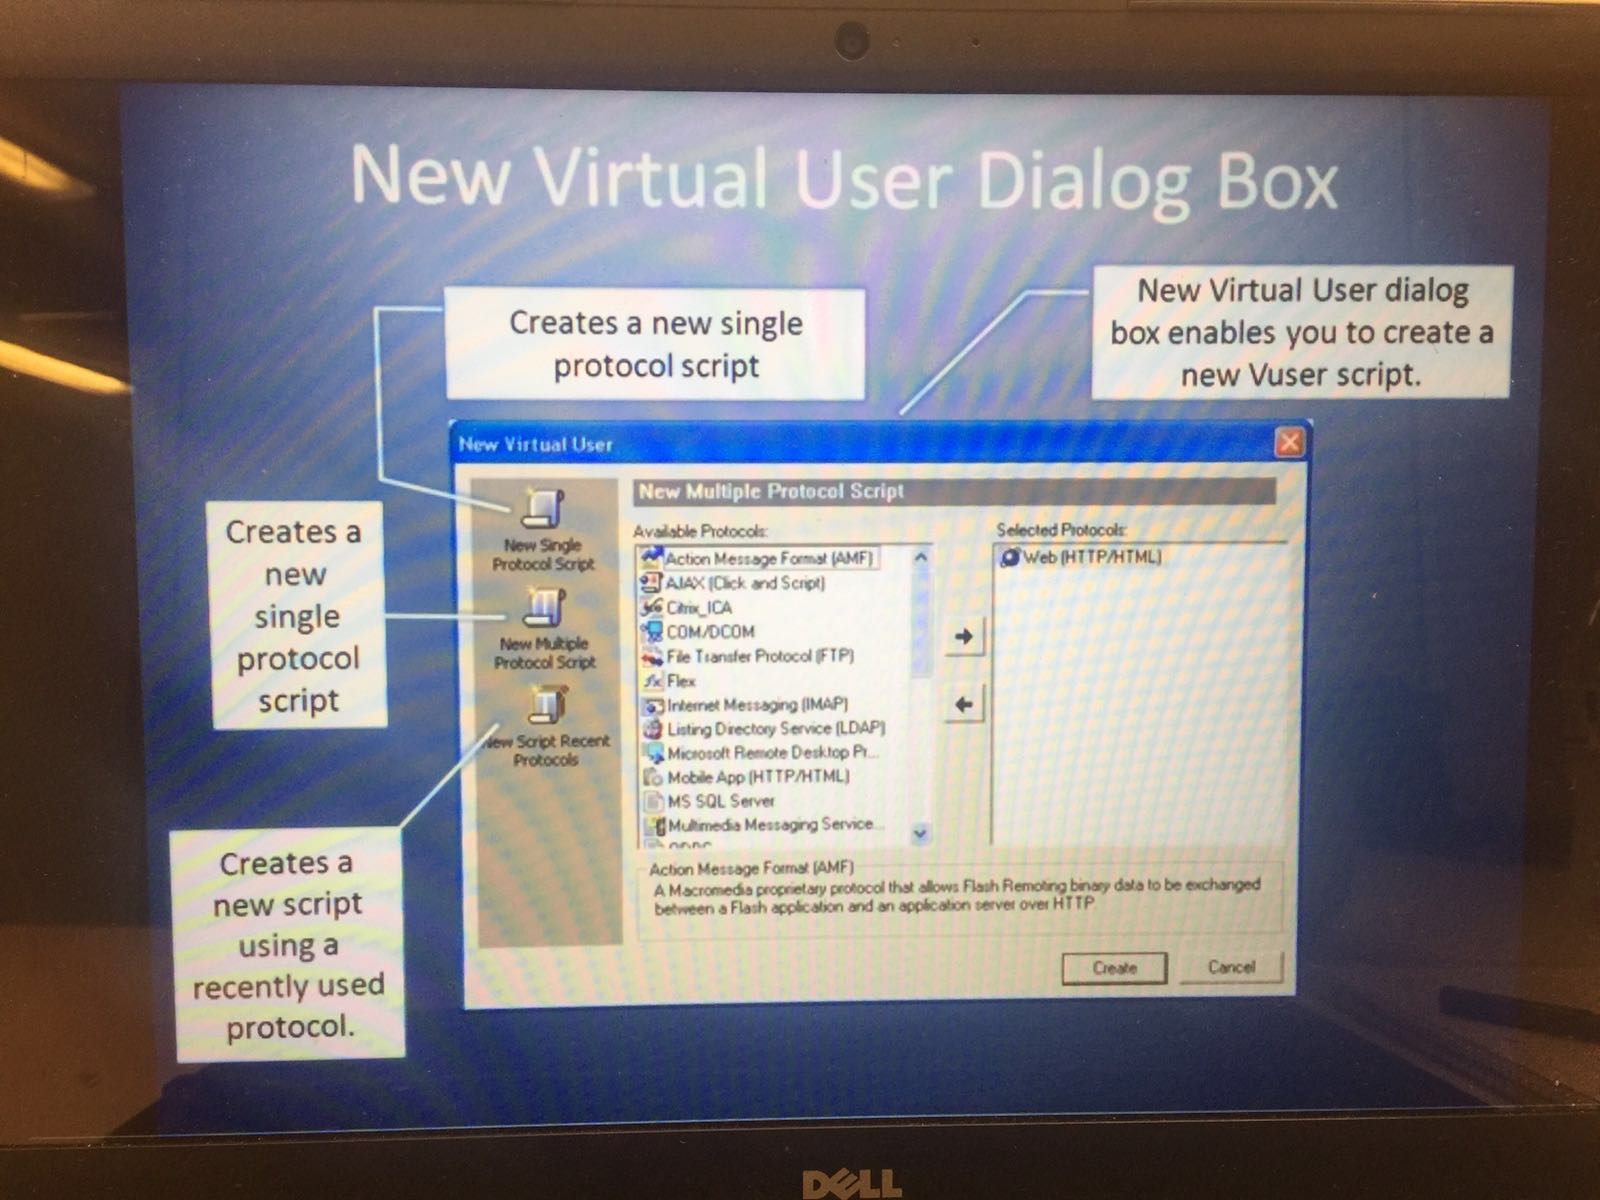 New Virtual User Dialog Box
Creates a new single
protocol script
New Virtual User dialog
box enables you to create a
new Vuser script.
Creates a
new
single
protocol
script
Creates a
new script
using a
recently used
protocol.
New Virtual User
New Single
Protocol Script
New Multiple
Protocol Script
New Script Recent
Protocols
New Multiple Protocol Script
Available Protocols:
Action Message Format (AMF)
AJAX (Click and Script)
Citrix_ICA
COM/DCOM
File Transfer Protocol (FTP)
Flex
Internet Messaging (IMAP)
Listing Directory Service (LDAP)
Microsoft Remote Desktop Pr...
Mobile App (HTTP/HTML)
MS SQL Server
Multimedia Messaging Service...
Selected Protocols:
Web (HTTP/HTML)
Action Message Format (AMF)
A Macromedia proprietary protocol that allows Flash Remoting binary data to be exchanged
between a Flash application and an application server over HTTP.
Create
Cancel
DELL